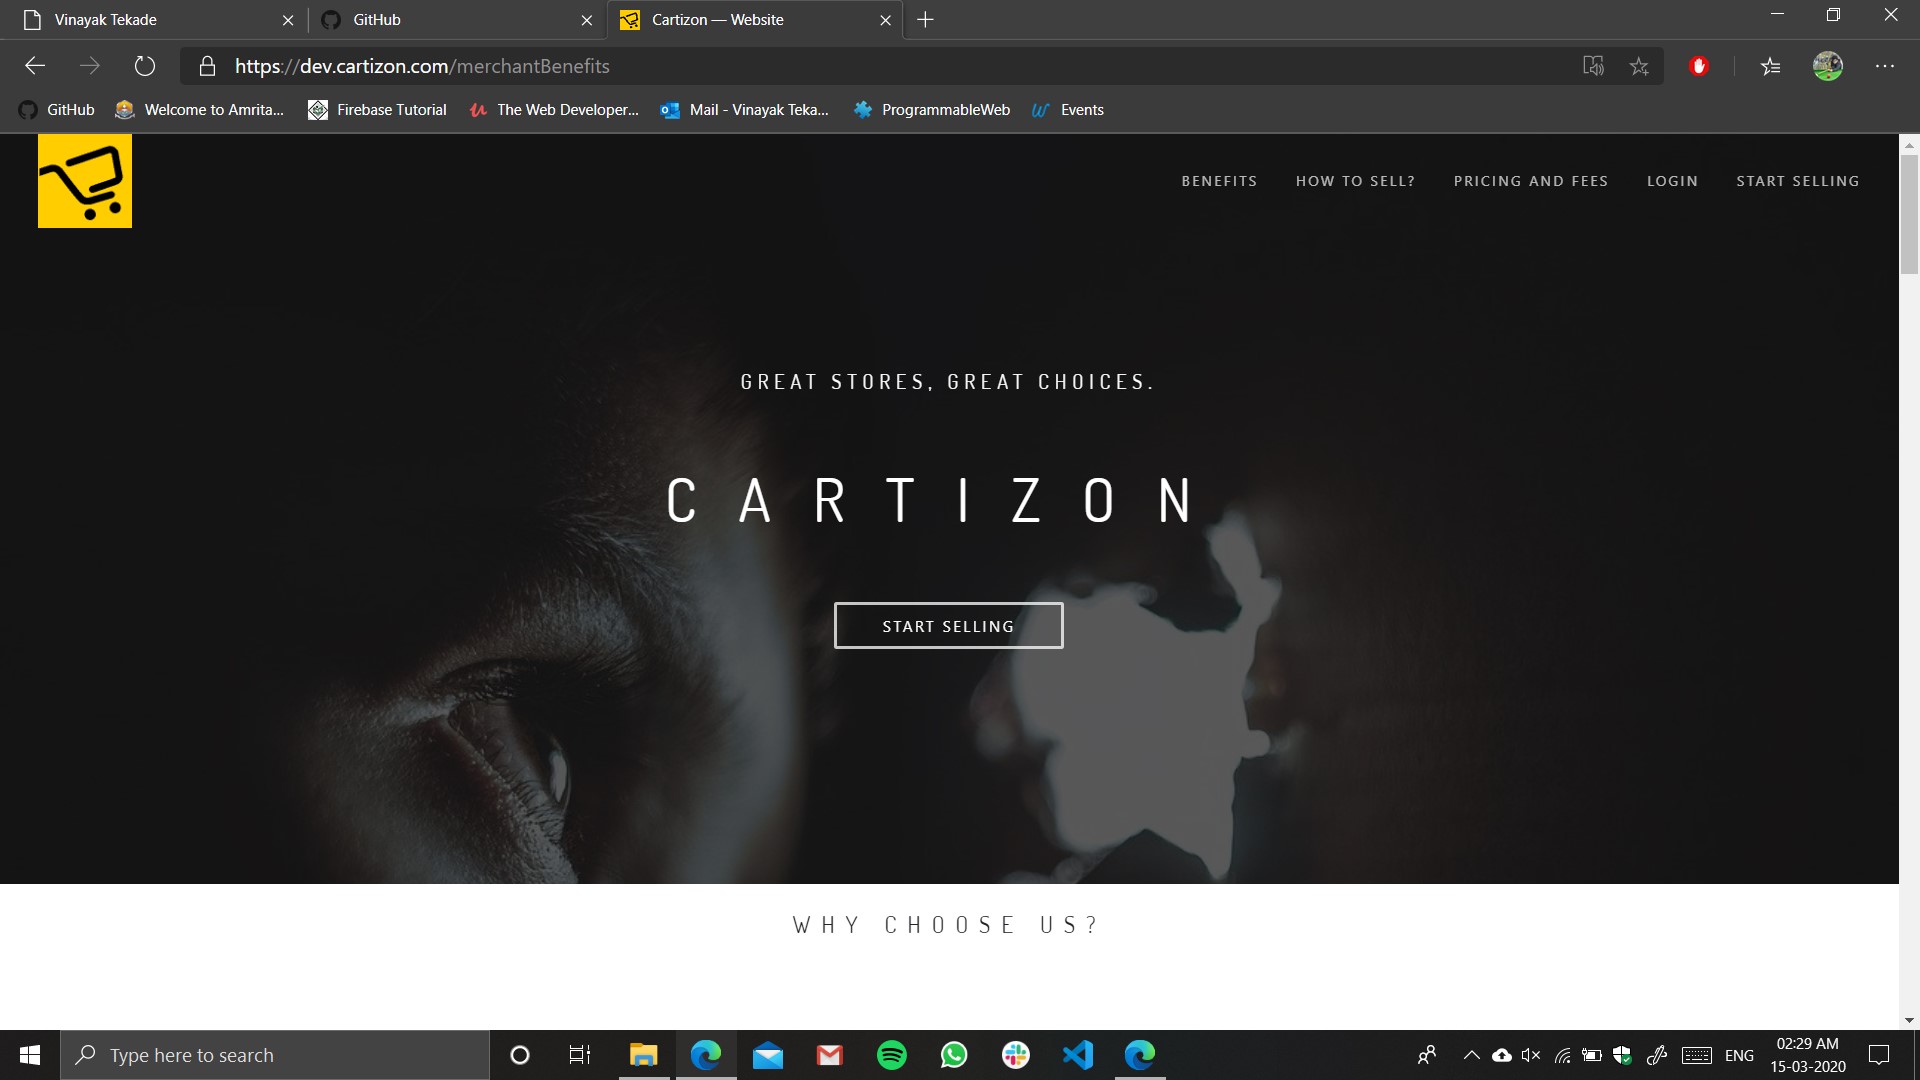 Vinayak Tekade
GitHub
Cartizon — Website
https://dev.cartizon.com/merchantBenefits
GitHub
Welcome to Amrita...
Firebase Tutorial
The Web Developer...
Mail - Vinayak Teka...
ProgrammableWeb
Events
BENEFITS
HOW TO SELL?
PRICING AND FEES
LOGIN
START SELLING
GREAT STORES, GREAT CHOICES.
CARTIZON
START SELLING
WHY CHOOSE US?
Type here to search
ENG
02:29 AM
15-03-2020